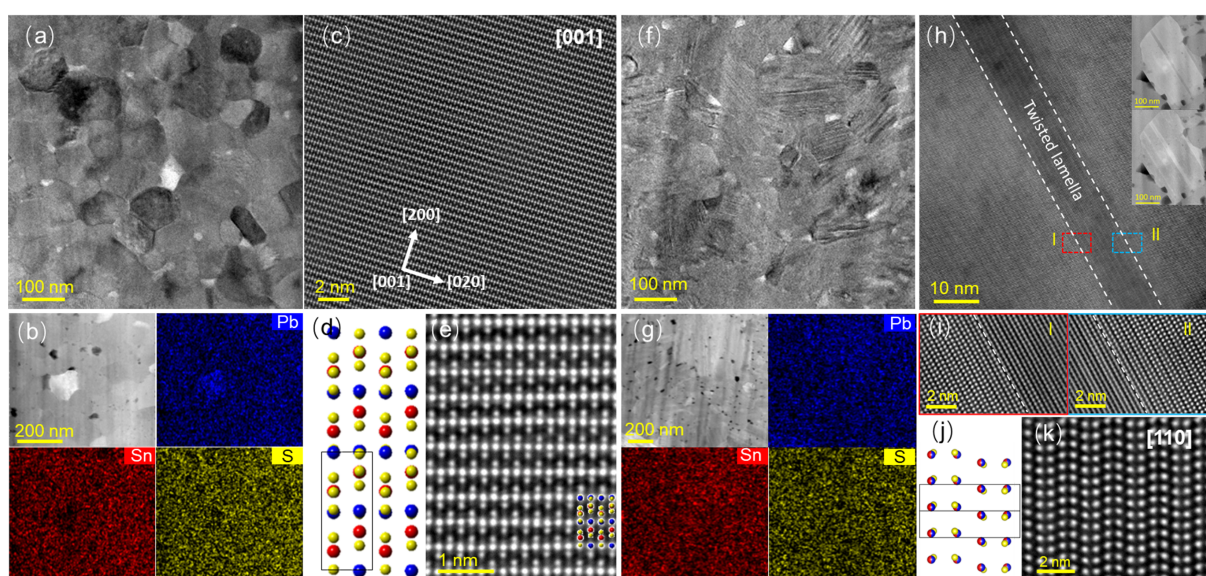 (a)
100 nm
(c)
[001]
[200]
[001]
[020]
2 nm
(f)
100 nm
(h)
Twisted lamella
I
II
10 nm
100 nm
100 nm
(b)
200 nm
Pb
Sn
S
(d)
(e)
1 nm
(g)
200 nm
Pb
Sn
S
(i)
I
2 nm
II
2 nm
(j)
(k)
[110]
2 nm